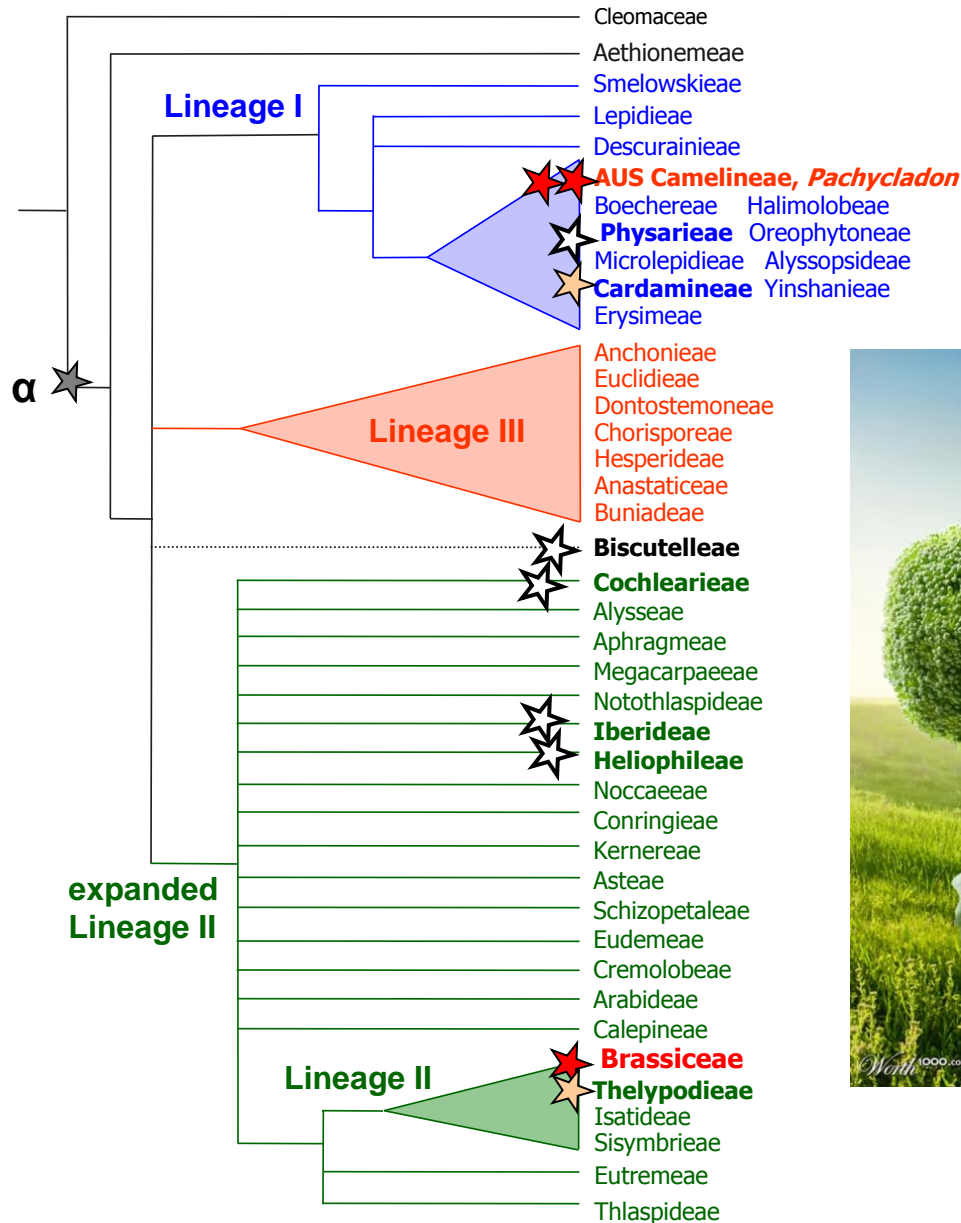 Cleomaceae
Aethionemeae
Smelowskieae
Lineage I
Lepidieae
Descurainieae
AUS Camelineae, Pachycladon
Boechereae Halimolobeae
Physarieae Oreophytoneae
Microlepidieae Alyssopsideae
Cardamineae Yinshanieae
Erysimeae
Anchonieae
α
Euclidieae
Dontostemoneae
Lineage III
Chorisporeae
Hesperideae
Anastaticeae
Buniadeae
Biscutelleae
Cochlearieae
Alysseae
Aphragmeae
Megacarpaeeae
Notothlaspideae
Iberideae
Heliophileae
Noccaeeae
Conringieae
Kernereae
expanded
Lineage II
Asteae
Schizopetaleae
Eudemeae
Cremolobeae
Arabideae
Calepineae
Brassiceae
Lineage II
Thelypodieae
Isatideae
Sisymbrieae
Eutremeae
Thlaspideae
Worth1000.co